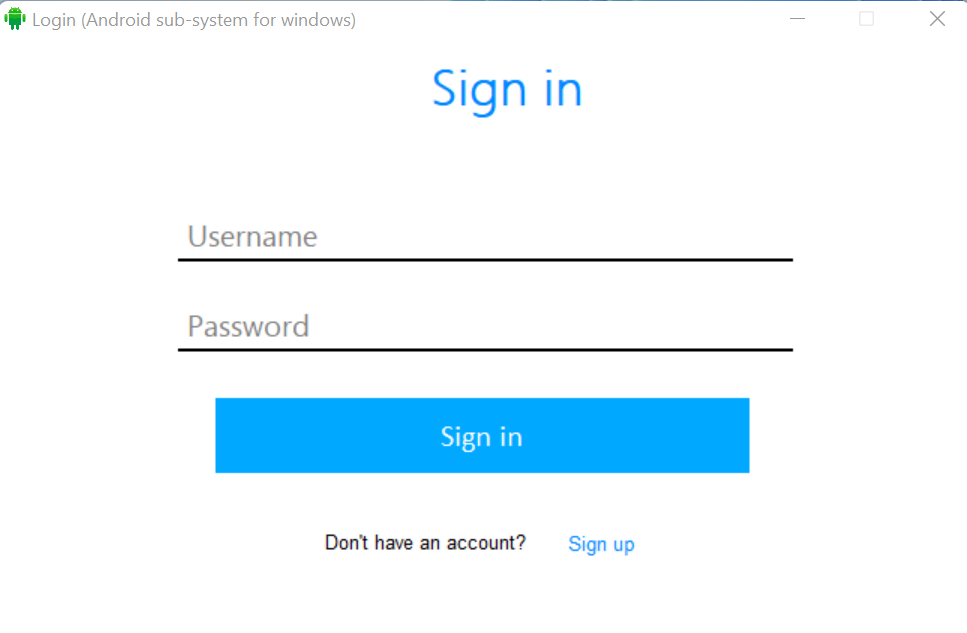 Login (Android sub-system for windows)
Sign in
Username
Password
Sign in
Don't have an account? Sign up